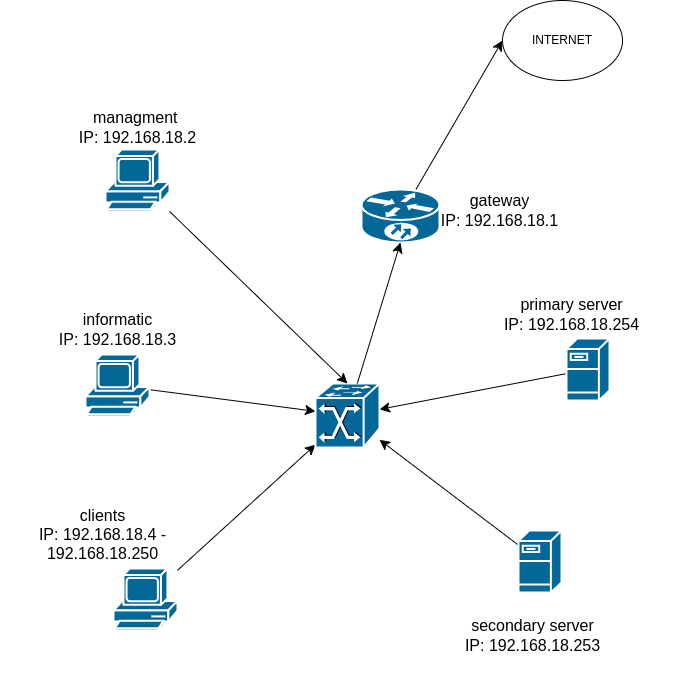 INTERNET
managment
IP: 192.168.18.2
gateway
IP: 192.168.18.1
informatic
IP: 192.168.18.3
primary server
IP: 192.168.18.254
clients
IP: 192.168.18.4 -
192.168.18.250
secondary server
IP: 192.168.18.253